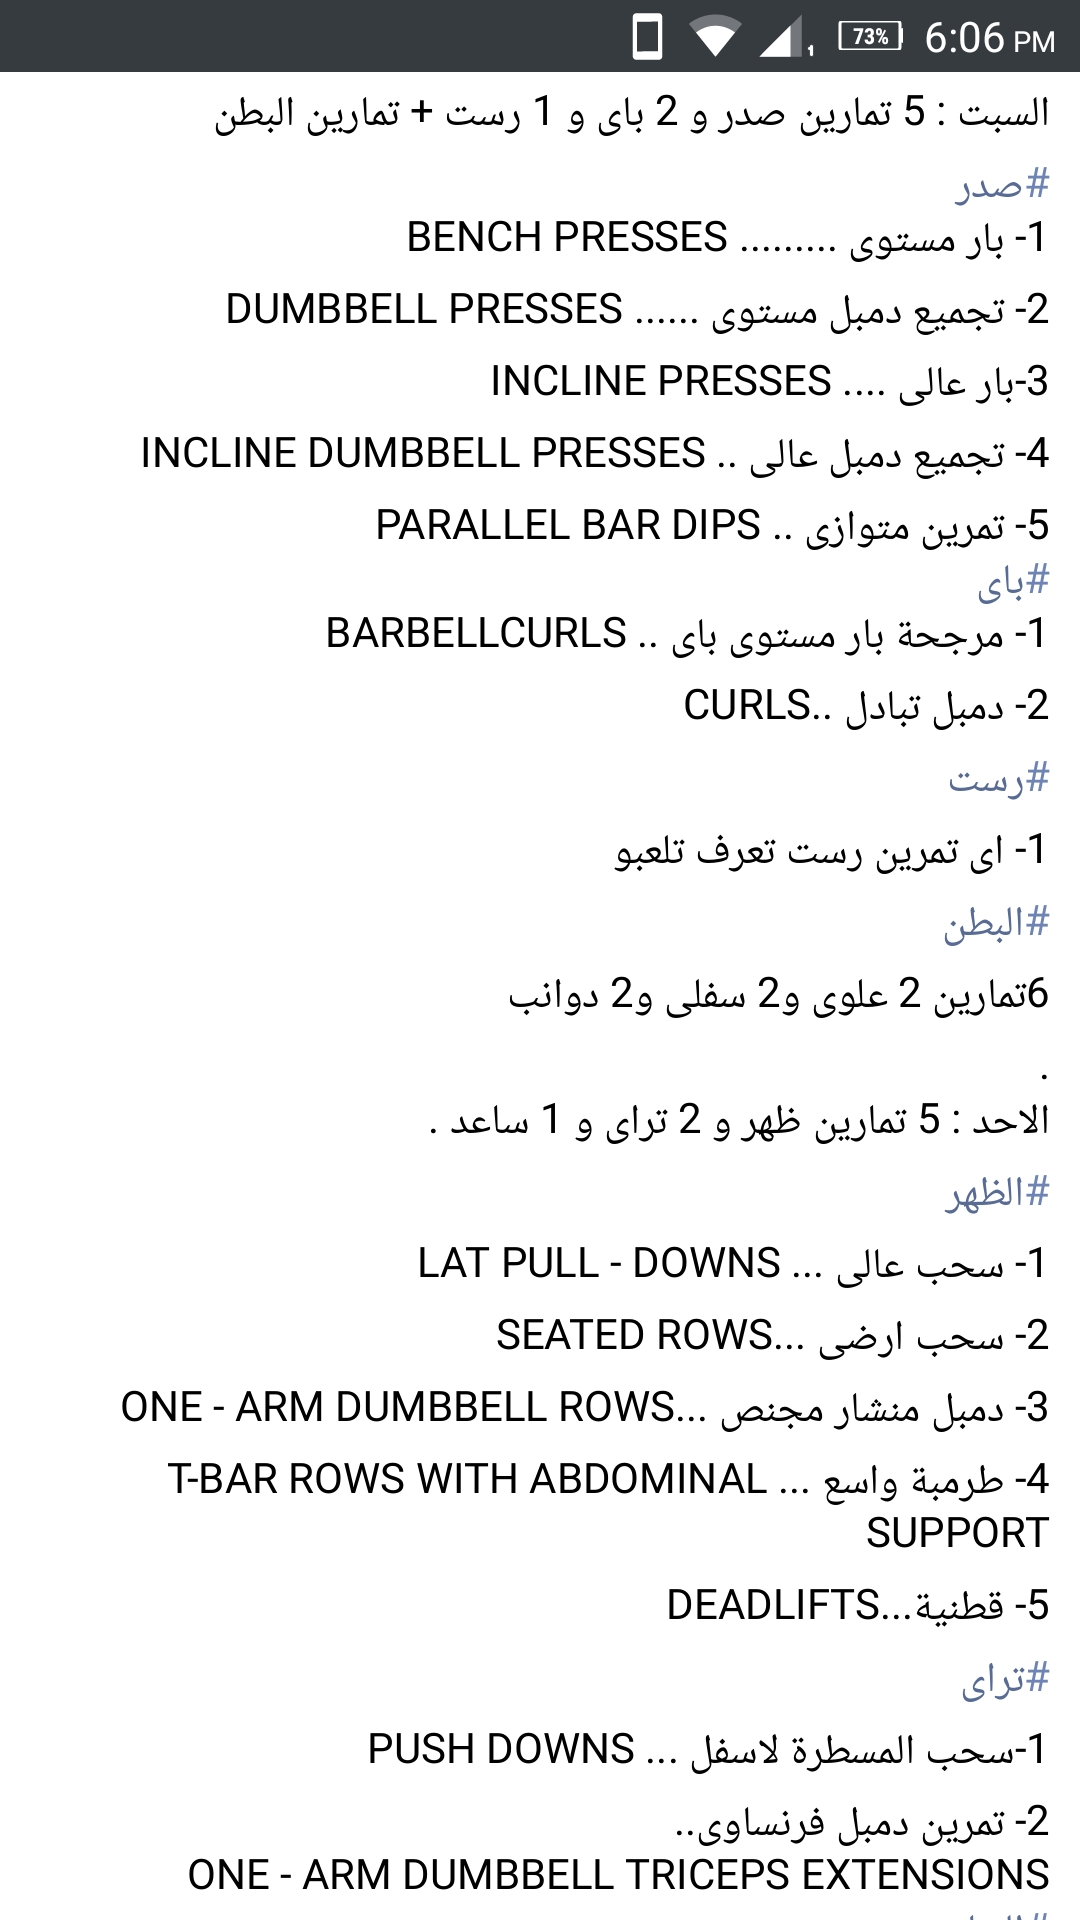 73% 6:06 PM
السبت : 5 تمارين صدر و 2 باى و 1 رست + تمارين البطن
#صدر
1- بار مستوى ......... BENCH PRESSES
2- تجميع دمبل مستوى ...... DUMBBELL PRESSES
3-بار عالى .... INCLINE PRESSES
4- تجميع دمبل عالى .. INCLINE DUMBBELL PRESSES
5- تمرين متوازى .. PARALLEL BAR DIPS
#باى
1- مرجحة بار مستوى باى .. BARBELLCURLS
2- دمبل تبادل ..CURLS
#رست
1- اى تمرين رست تعرف تلعبو
#البطن
6تمارين 2 علوى و2 سفلى و2 دوانب
.
الاحد : 5 تمارين ظهر و 2 تراى و 1 ساعد .
#الظهر
1- سحب عالى ... LAT PULL - DOWNS
2- سحب ارضى ...SEATED ROWS
3- دمبل منشار مجنص ...ONE - ARM DUMBBELL ROWS
4- طرمبة واسع ... T-BAR ROWS WITH ABDOMINAL
SUPPORT
5- قطنية...DEADLIFTS
#تراى
1-سحب المسطرة لاسفل ... PUSH DOWNS
2- تمرين دمبل فرنساوى..
ONE - ARM DUMBBELL TRICEPS EXTENSIONS